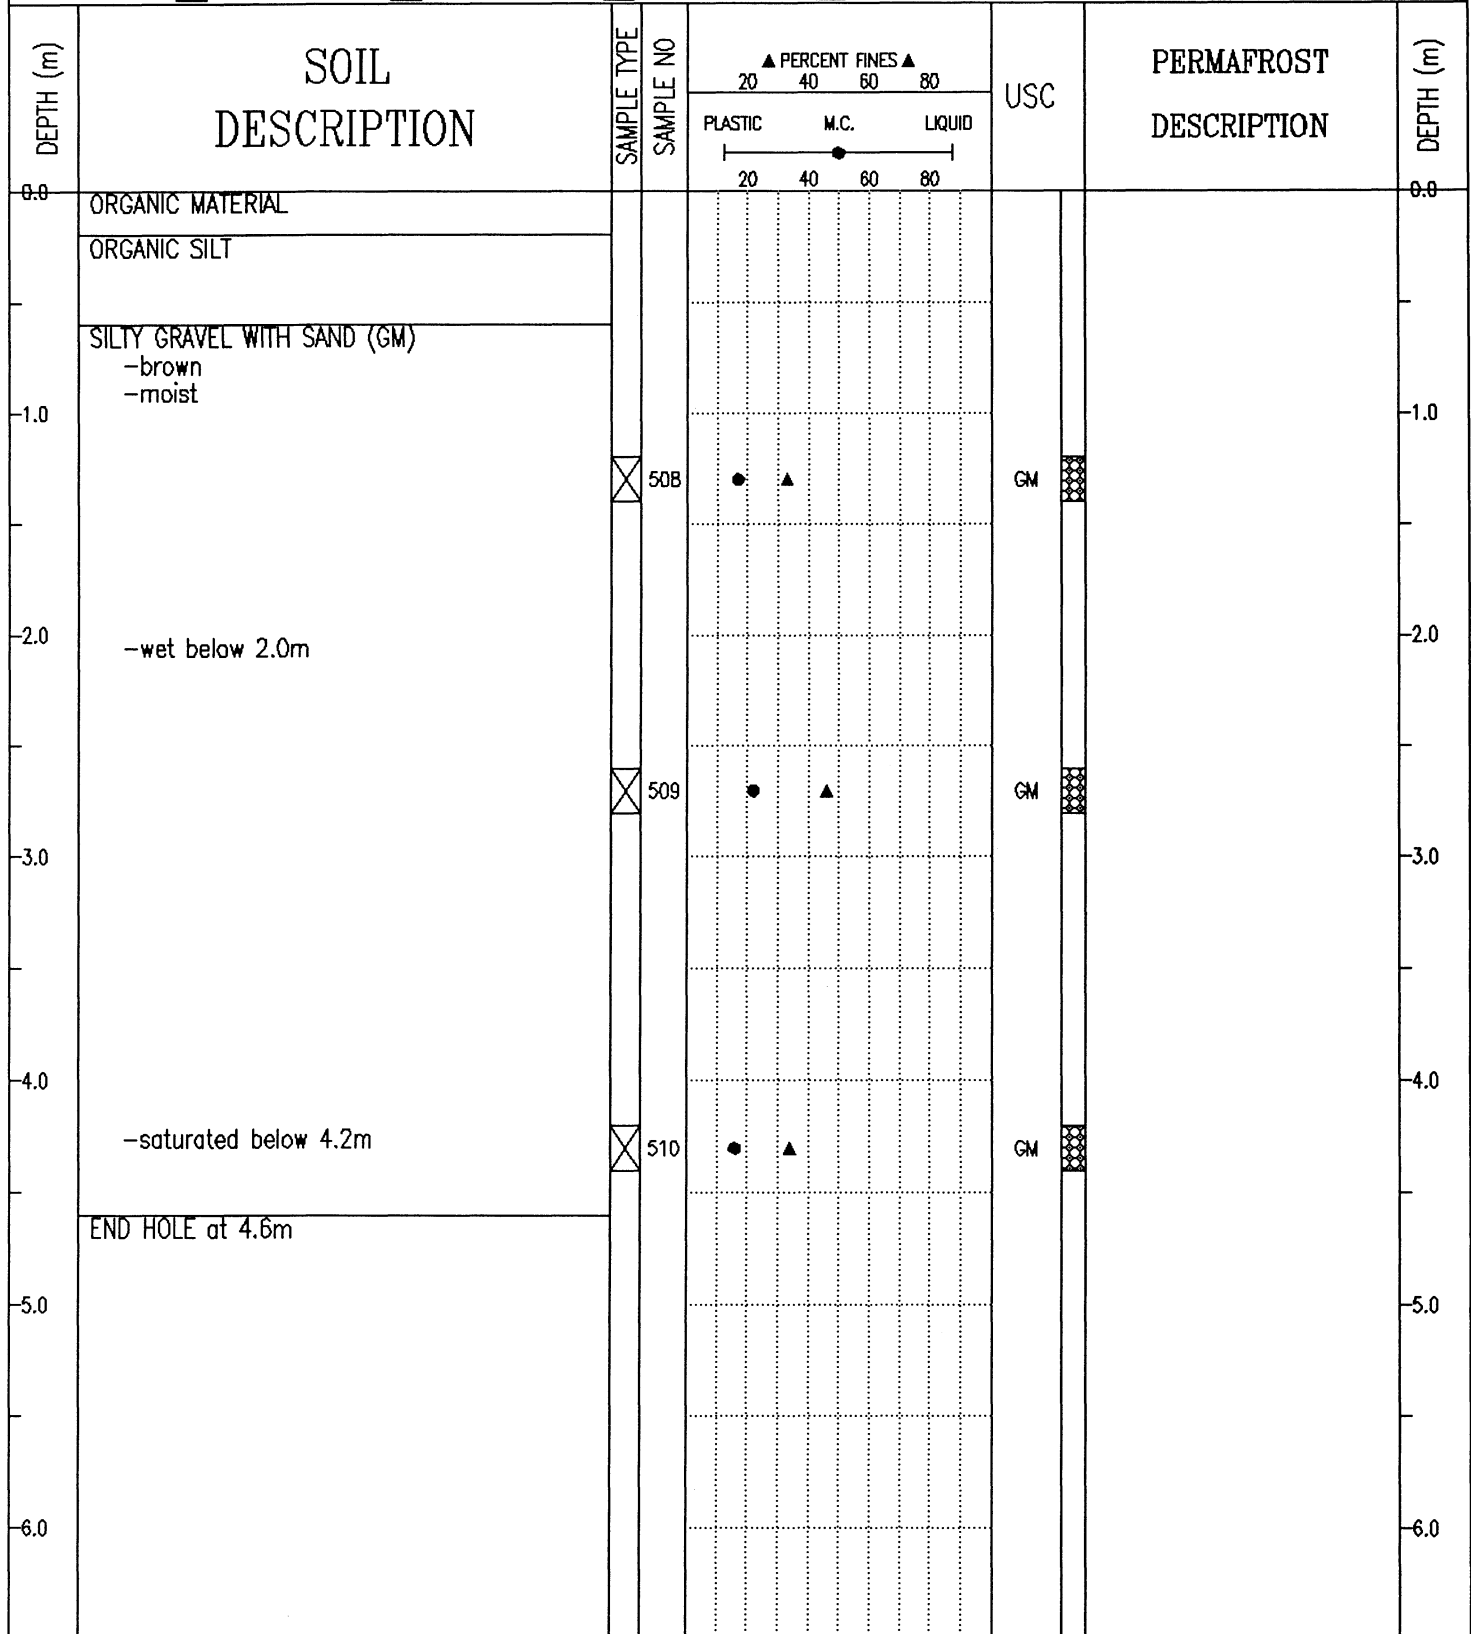 DEPTH (m)
SOIL
DESCRIPTION
SAMPLE TYPE
SAMPLE NO
▲ PERCENT FINES ▲
20 40 60 80
PLASTIC M.C. LIQUID
20 40 60 80
USC
PERMAFROST
DESCRIPTION
DEPTH (m)
0.0 0.0
ORGANIC MATERIAL
ORGANIC SILT
SILTY GRAVEL WITH SAND (GM)
-brown
-moist
1.0 1.0
508 GM
2.0 2.0
-wet below 2.0m
509 GM
3.0 3.0
4.0 4.0
-saturated below 4.2m
510 GM
END HOLE at 4.6m
5.0 5.0
6.0 6.0